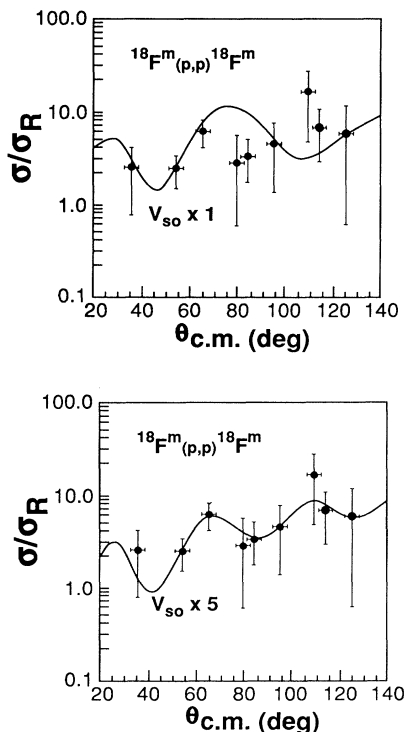 100.0
¹⁸Fᵐ(p,p)¹⁸Fᵐ
10.0
σ/σR
1.0
Vso x 1
0.1
20 40 60 80 100 120 140
θc.m. (deg)
100.0
¹⁸Fᵐ(p,p)¹⁸Fᵐ
10.0
σ/σR
1.0
Vso x 5
0.1
20 40 60 80 100 120 140
θc.m. (deg)